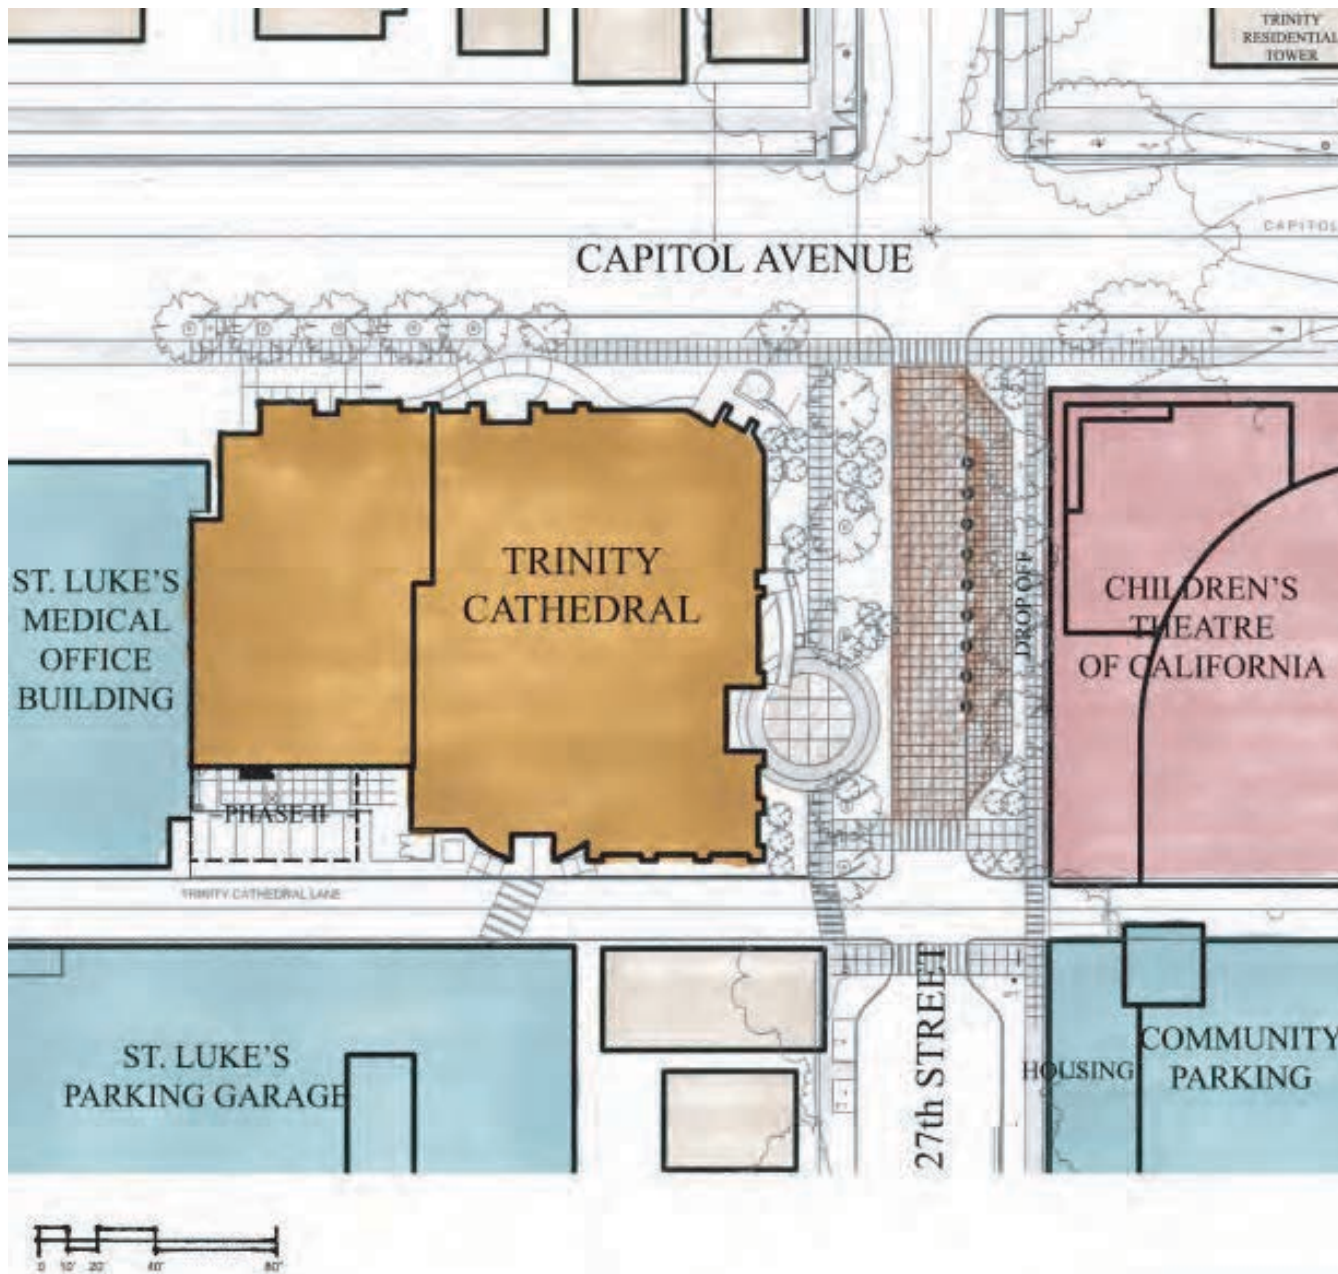 TRINITY
RESIDENTIAL
TOWER
CAPITOL
CAPITOL AVENUE
TRINITY
CATHEDRAL
ST. LUKE'S
MEDICAL
OFFICE
BUILDING
DROP OFF
CHILDREN'S
THEATRE
OF CALIFORNIA
PHASE II
TRINITY CATHEDRAL LANE
ST. LUKE'S
PARKING GARAGE
27th STREET
HOUSING
COMMUNITY
PARKING
0 10' 20' 40' 80'